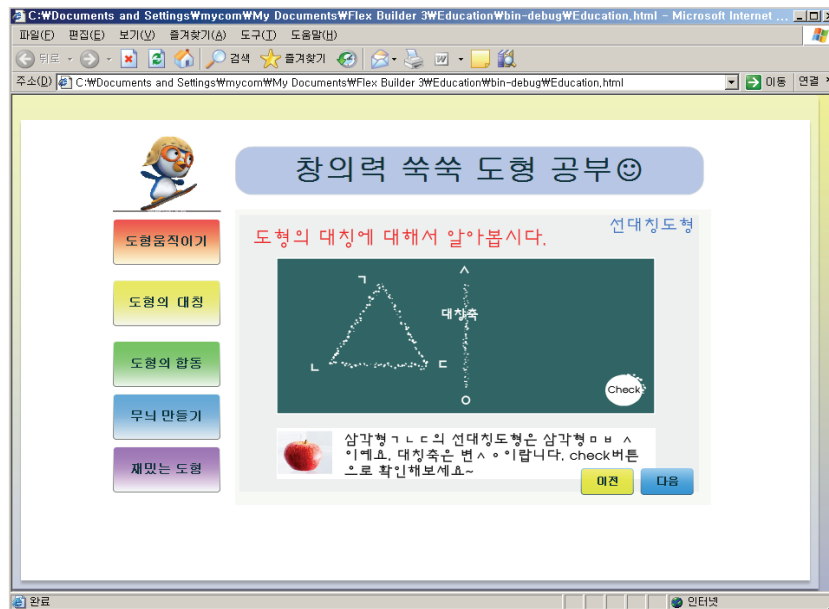 C:\Documents and Settings\mycom\My Documents\Flex Builder 3\Education\bin-debug\Education.html - Microsoft Internet ...
파일(F) 편집(E) 보기(V) 즐겨찾기(A) 도구(T) 도움말(H)
뒤로 검색 즐겨찾기
주소(D) C:\Documents and Settings\mycom\My Documents\Flex Builder 3\Education\bin-debug\Education.html 이동 연결 »
창의력 쑥쑥 도형 공부☺
도형움직이기
도형의 대칭
도형의 합동
무늬 만들기
재밌는 도형
도형의 대칭에 대해서 알아봅시다.
선대칭도형
ㄱ
ㅅ
대칭축
ㄴ
ㄷ
ㅇ
Check
삼각형ㄱㄴㄷ의 선대칭도형은 삼각형ㅁㅂㅅ
이예요. 대칭축은 변ㅅㅇ이랍니다. check버튼
으로 확인해보세요~
이전
다음
완료
인터넷